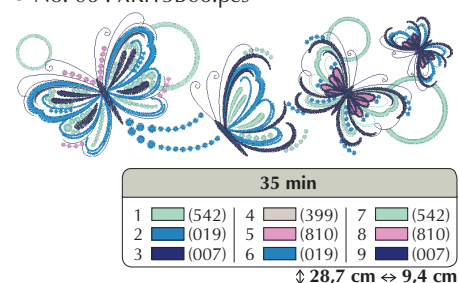 35 min
1 (542) 4 (399) 7 (542)
2 (019) 5 (810) 8 (810)
3 (007) 6 (019) 9 (007)
⇕ 28,7 cm ⇔ 9,4 cm